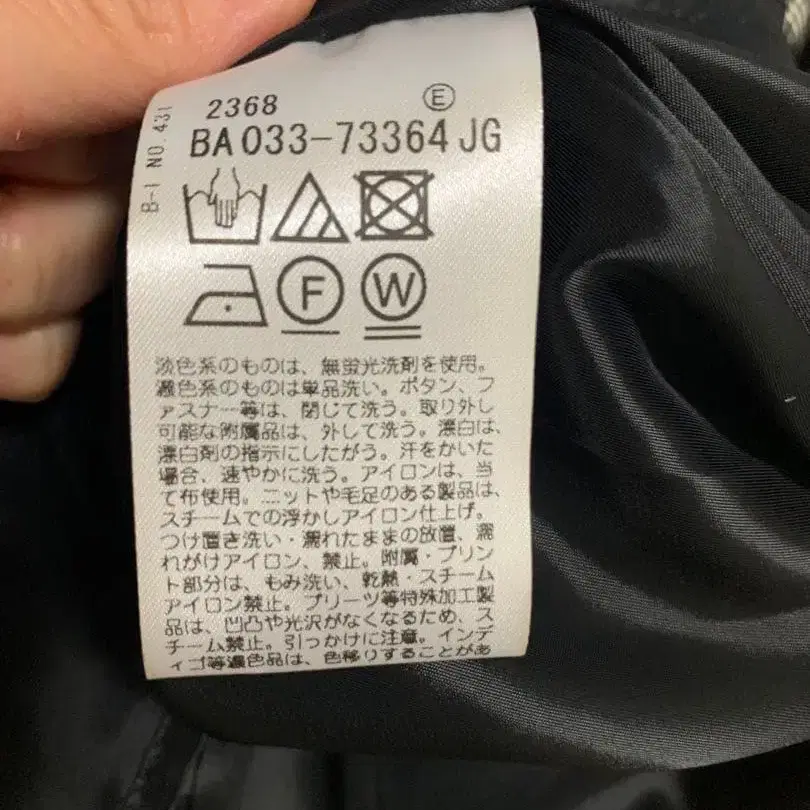 B-I NO.431
2368 Ⓔ
BA033-73364 JG
F
W
淡色系のものは、無蛍光洗剤を使用。
濃色系のものは単品洗い。ボタン、フ
ァスナー等は、閉じて洗う。取り外し
可能な附属品は、外して洗う。漂白は、
漂白剤の指示にしたがう。汗をかいた
場合、速やかに洗う。アイロンは、当
て布使用。ニットや毛足のある製品は、
スチームでの浮かしアイロン仕上げ。
つけ置き洗い・濡れたままの放置、濡
れがけアイロン、禁止。附属・プリン
ト部分は、もみ洗い、乾熱・スチーム
アイロン禁止。プリーツ等特殊加工製
品は、凹凸や光沢がなくなるため、ス
チーム禁止。引っかけに注意。インデ
ィゴ等濃色品は、色移りすることがあ